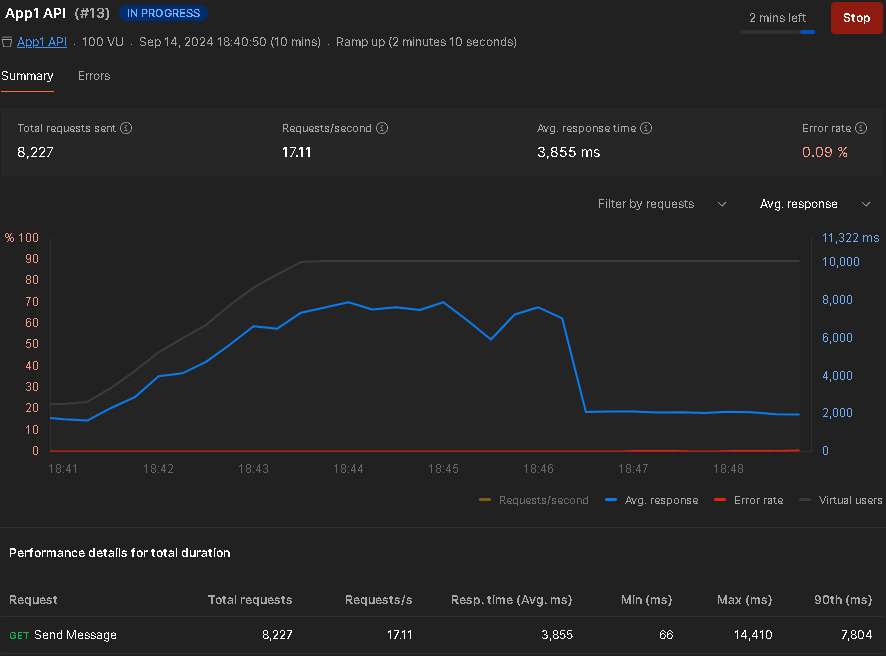 App1 API (#13) IN PROGRESS 2 mins left Stop
App1 API . 100 VU . Sep 14, 2024 18:40:50 (10 mins) . Ramp up (2 minutes 10 seconds)
Summary Errors
Total requests sent Requests/second Avg. response time Error rate
8,227 17.11 3,855 ms 0.09 %
Filter by requests Avg. response
% 100 11,322 ms
90 10,000
80
70 8,000
60
50 6,000
40 4,000
30
20 2,000
10
0 0
18:41 18:42 18:43 18:44 18:45 18:46 18:47 18:48
Requests/second Avg. response Error rate Virtual users
Performance details for total duration
Request Total requests Requests/s Resp. time (Avg. ms) Min (ms) Max (ms) 90th (ms)
GET Send Message 8,227 17.11 3,855 66 14,410 7,804